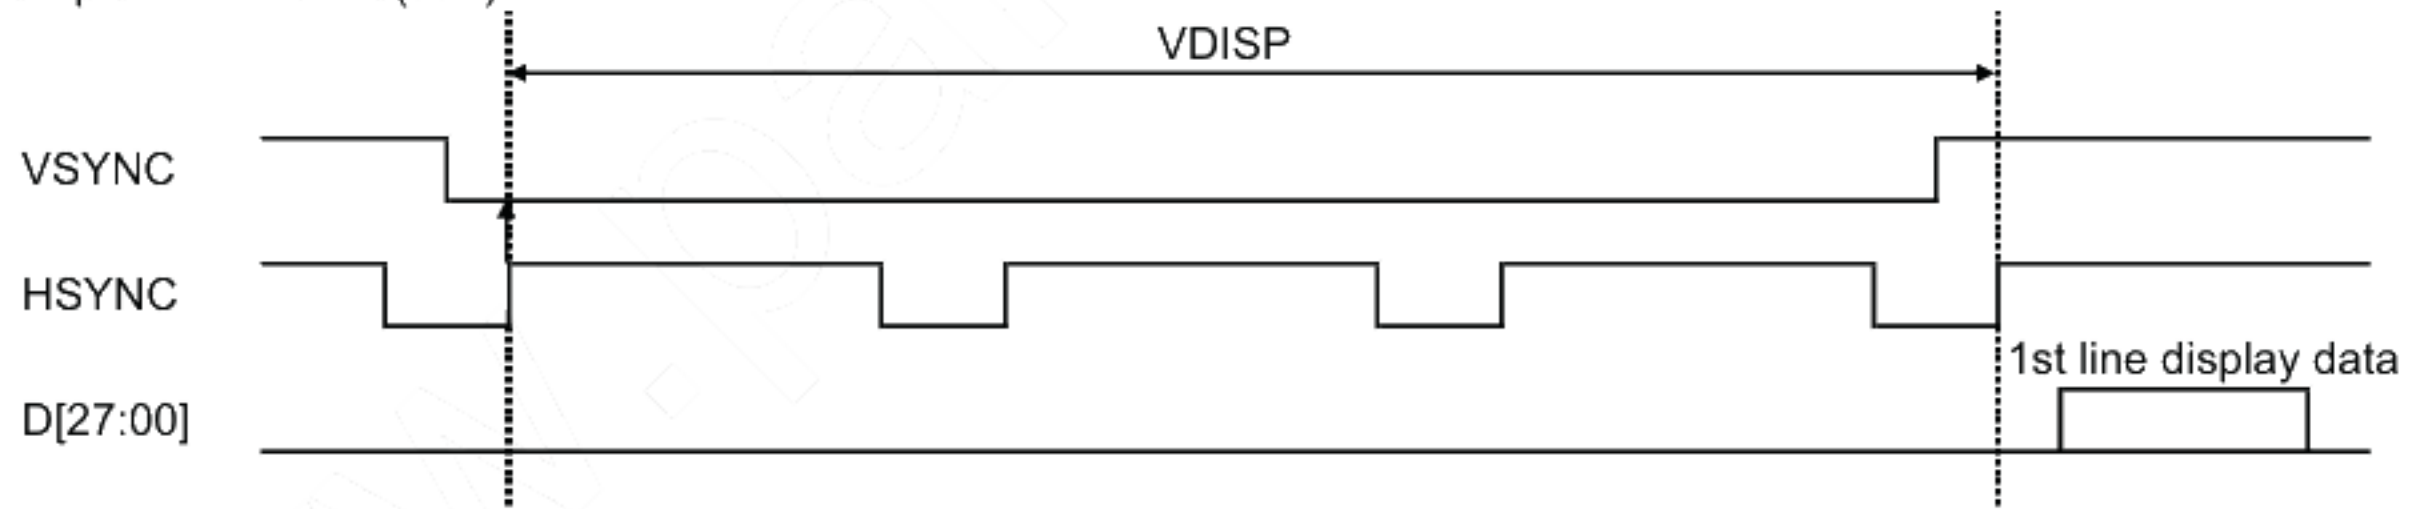 VDISP
VSYNC
HSYNC
1st line display data
D[27:00]